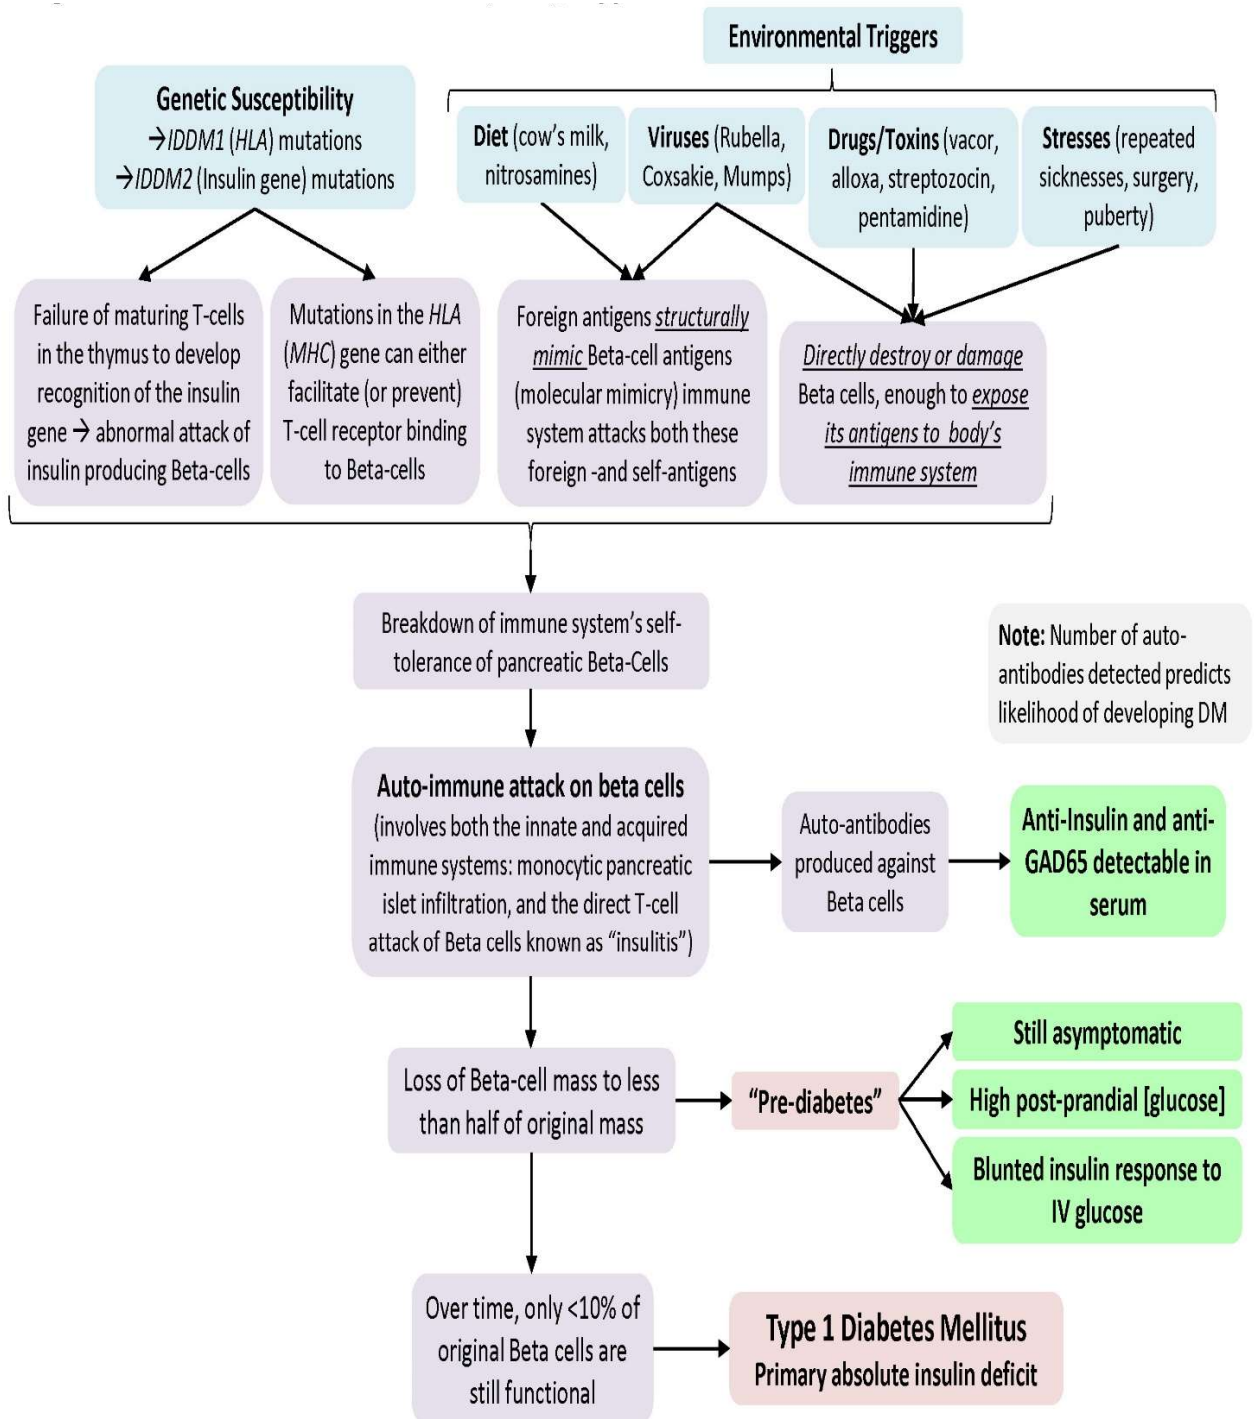 Environmental Triggers
Genetic Susceptibility
→IDDM1 (HLA) mutations
→IDDM2 (Insulin gene) mutations
Diet (cow’s milk,
nitrosamines)
Viruses (Rubella,
Coxsakie, Mumps)
Drugs/Toxins (vacor,
alloxa, streptozocin,
pentamidine)
Stresses (repeated
sicknesses, surgery,
puberty)
Failure of maturing T-cells
in the thymus to develop
recognition of the insulin
gene → abnormal attack of
insulin producing Beta-cells
Mutations in the HLA
(MHC) gene can either
facilitate (or prevent)
T-cell receptor binding
to Beta-cells
Foreign antigens structurally
mimic Beta-cell antigens
(molecular mimicry) immune
system attacks both these
foreign -and self-antigens
Directly destroy or damage
Beta cells, enough to expose
its antigens to body’s
immune system
Breakdown of immune system’s self-
tolerance of pancreatic Beta-Cells
Note: Number of auto-
antibodies detected predicts
likelihood of developing DM
Auto-immune attack on beta cells
(involves both the innate and acquired
immune systems: monocytic pancreatic
islet infiltration, and the direct T-cell
attack of Beta cells known as “insulitis”)
Auto-antibodies
produced against
Beta cells
Anti-Insulin and anti-
GAD65 detectable in
serum
Loss of Beta-cell mass to less
than half of original mass
“Pre-diabetes”
Still asymptomatic
High post-prandial [glucose]
Blunted insulin response to
IV glucose
Over time, only <10% of
original Beta cells are
still functional
Type 1 Diabetes Mellitus
Primary absolute insulin deficit